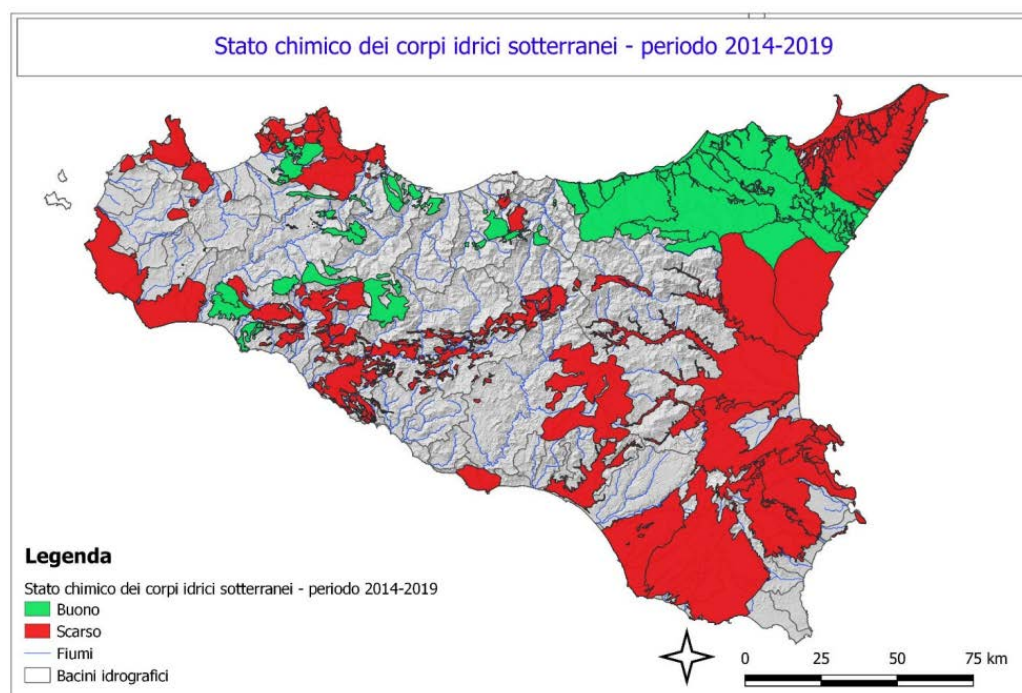 Stato chimico dei corpi idrici sotterranei - periodo 2014-2019
Legenda
Stato chimico dei corpi idrici sotterranei - periodo 2014-2019
Buono
Scarso
Fiumi
Bacini idrografici
0 25 50 75 km